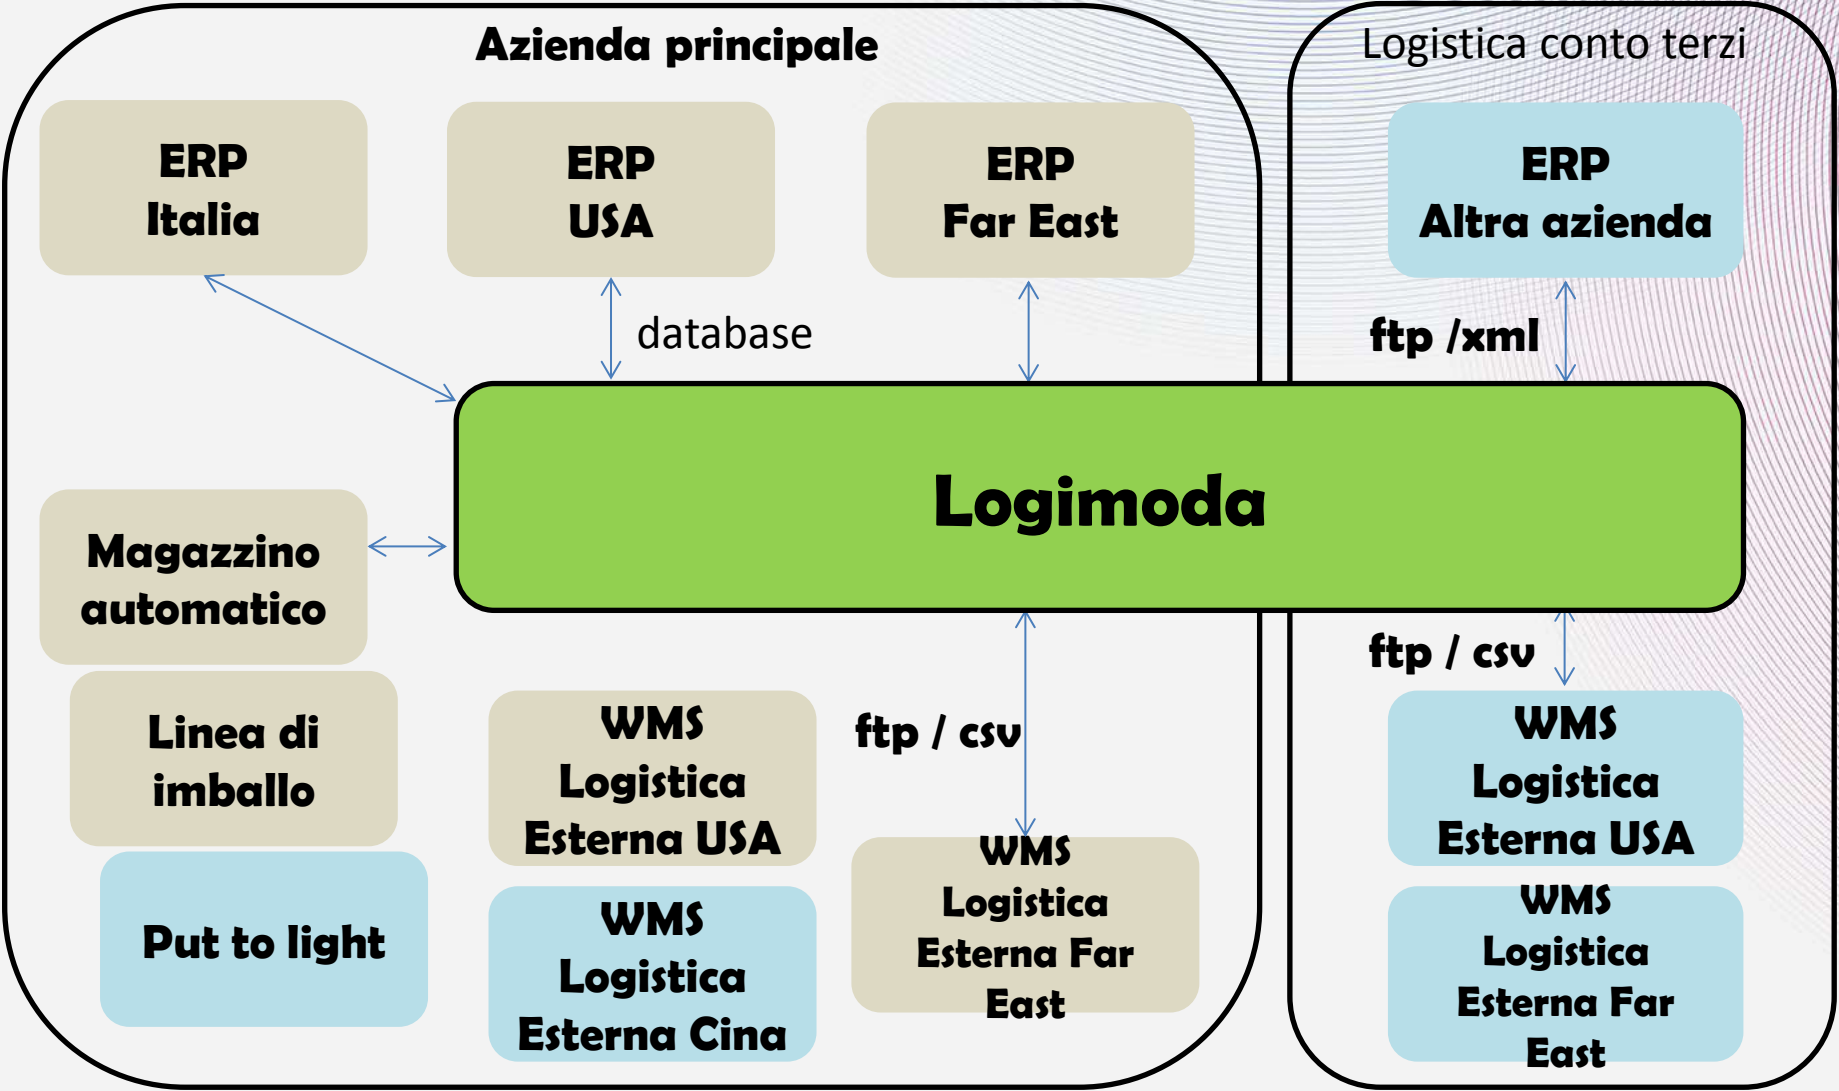 Azienda principale
Logistica conto terzi
ERP
Italia
ERP
USA
ERP
Far East
ERP
Altra azienda
database
ftp /xml
Logimoda
Magazzino
automatico
Linea di
imballo
Put to light
WMS
Logistica
Esterna USA
WMS
Logistica
Esterna Cina
ftp / csv
WMS
Logistica
Esterna Far
East
ftp / csv
WMS
Logistica
Esterna USA
WMS
Logistica
Esterna Far
East